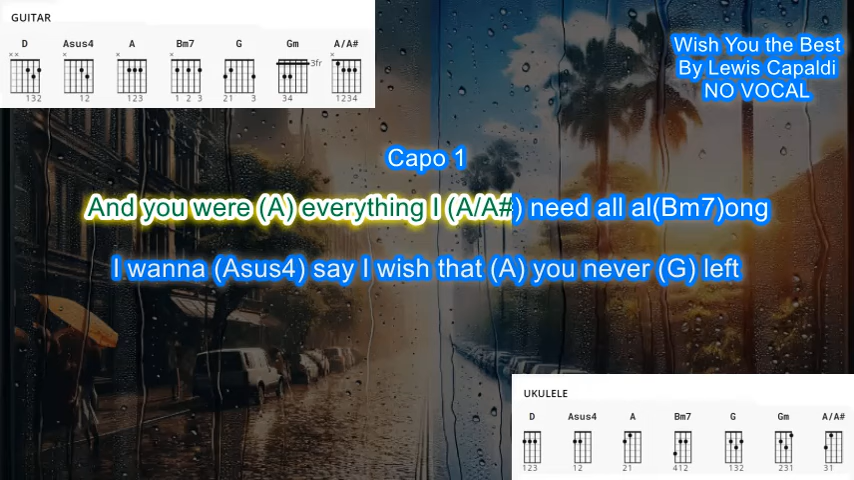 GUITAR
D Asus4 A Bm7 G Gm A/A#
3fr
132 12 123 1 2 3 21 3 34 1234
Wish You the Best
By Lewis Capaldi
NO VOCAL
Capo 1
And you were (A) everything I (A/A#) need all al(Bm7)ong
I wanna (Asus4) say I wish that (A) you never (G) left
UKULELE
D Asus4 A Bm7 G Gm A/A#
123 12 21 412 132 231 31